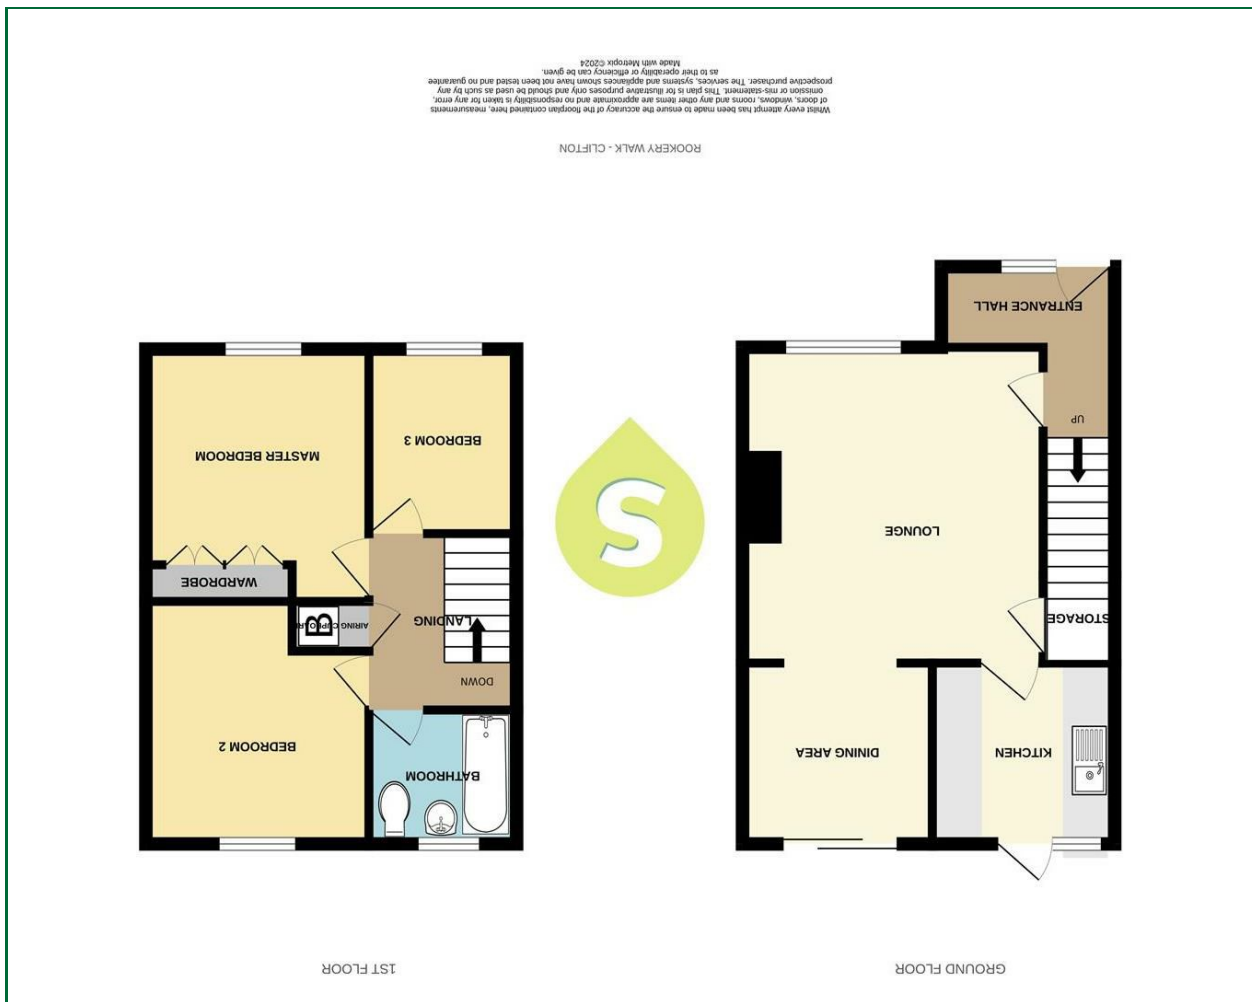 GROUND FLOOR
1ST FLOOR
KITCHEN
DINING AREA
BATHROOM
BEDROOM 2
DOWN
STORAGE
LANDING
AIRING CUPBOARD
B
WARDROBE
LOUNGE
UP
MASTER BEDROOM
BEDROOM 3
ENTRANCE HALL
S
ROOKERY WALK - CLIFTON
Whilst every attempt has been made to ensure the accuracy of the floorplan contained here, measurements
of doors, windows, rooms and any other items are approximate and no responsibility is taken for any error,
omission or mis-statement. This plan is for illustrative purposes only and should be used as such by any
prospective purchaser. The services, systems and appliances shown have not been tested and no guarantee
as to their operability or efficiency can be given.
Made with Metropix ©2024